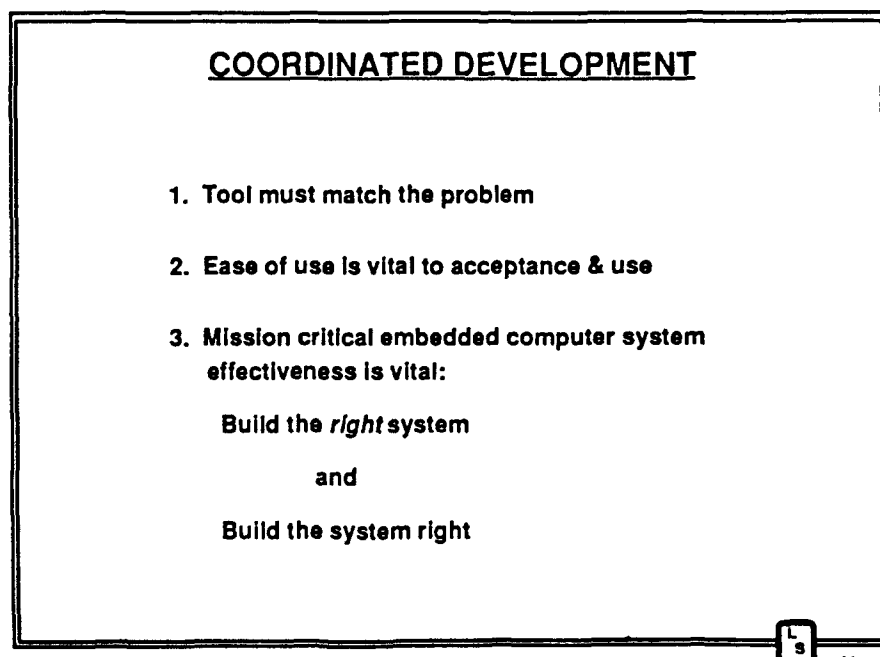 COORDINATED DEVELOPMENT
1. Tool must match the problem
2. Ease of use is vital to acceptance & use
3. Mission critical embedded computer system
effectiveness is vital:
Build the right system
and
Build the system right
L
S